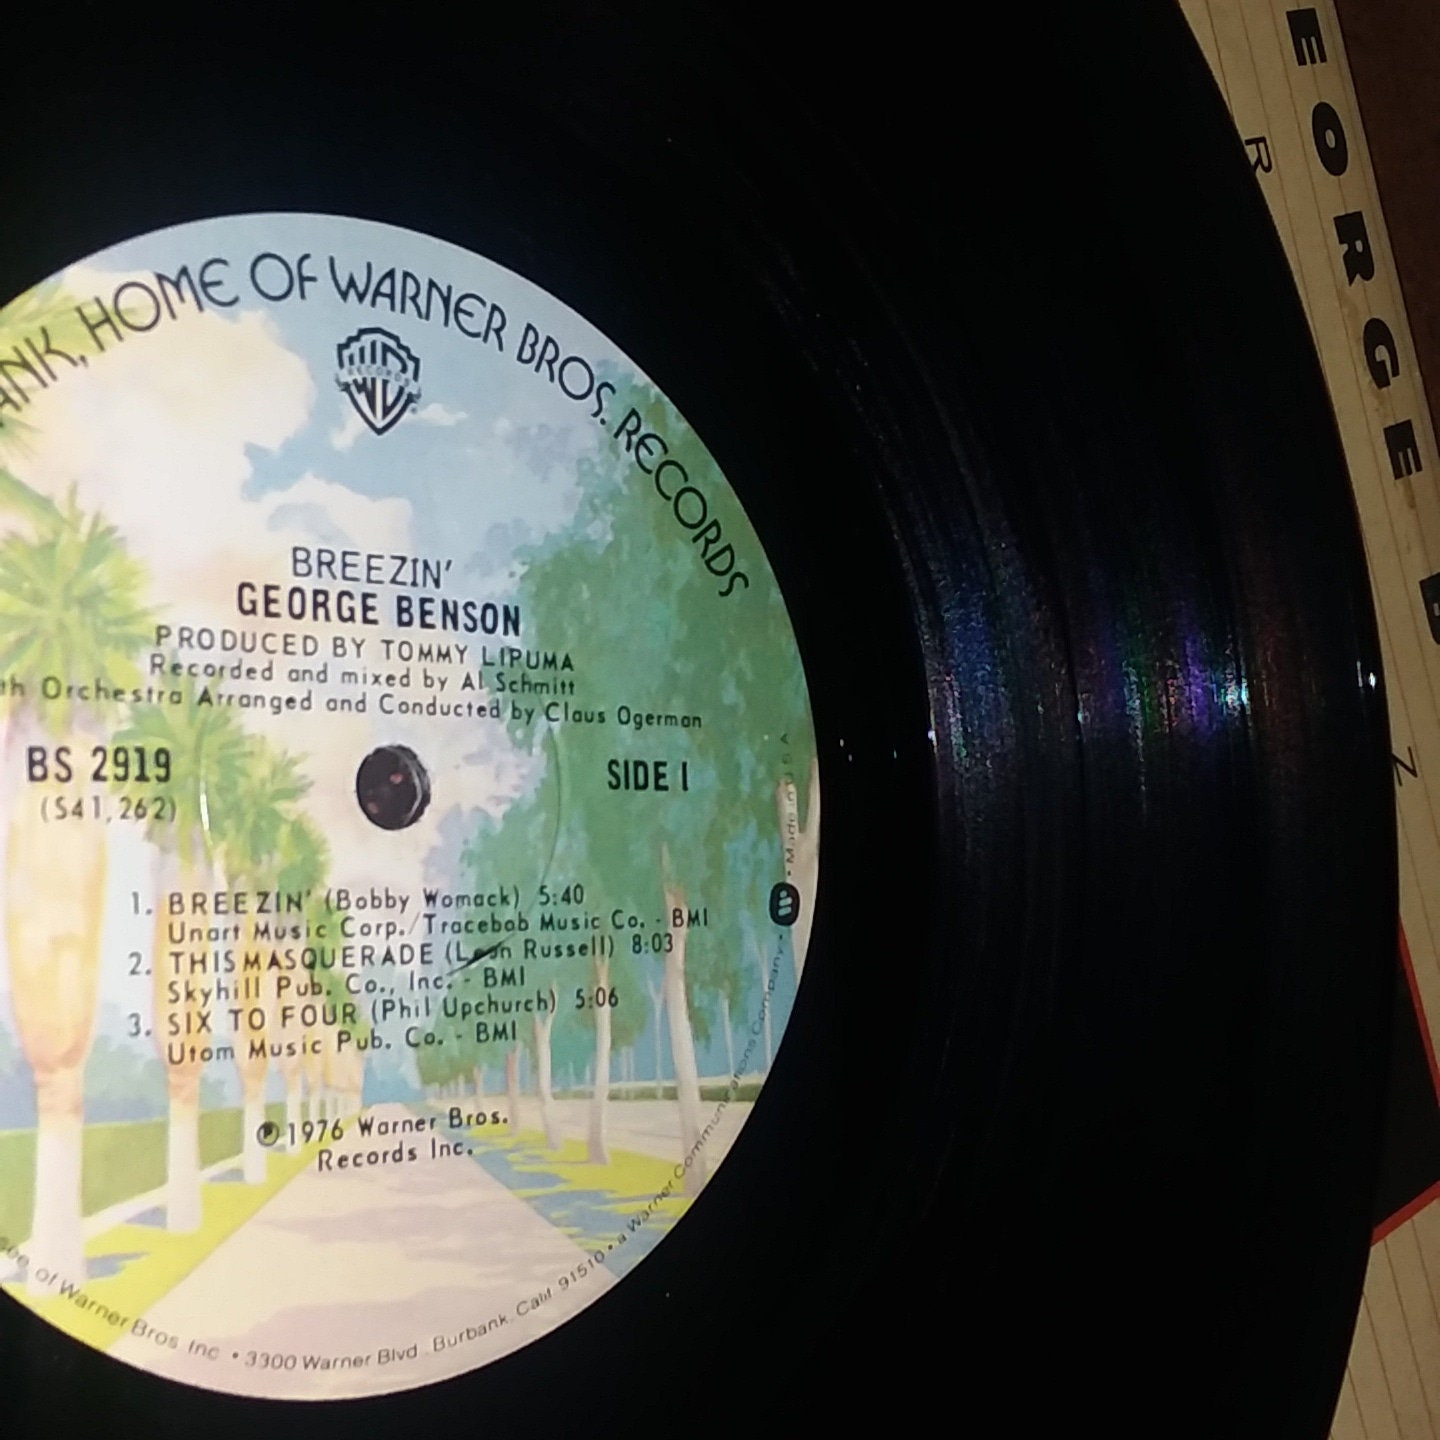 ANK, HOME OF WARNER BROS. RECORDS
RECORDS
BREEZIN'
GEORGE BENSON
PRODUCED BY TOMMY LIPUMA
Recorded and mixed by Al Schmitt
th Orchestra Arranged and Conducted by Claus Ogerman
BS 2919
SIDE 1
(S41,262)
1. BREEZIN' (Bobby Womack) 5:40
Unart Music Corp./Tracebob Music Co. - BMI
2. THIS MASQUERADE (Leon Russell) 8:03
Skyhill Pub. Co., Inc. - BMI
3. SIX TO FOUR (Phil Upchurch) 5:06
Utom Music Pub. Co. - BMI
℗1976 Warner Bros.
Records Inc.
of Warner Bros Inc • 3300 Warner Blvd. Burbank, Calif. 91510 • a Warner Communications Company • Made in U S A
EORGE B
R
Z